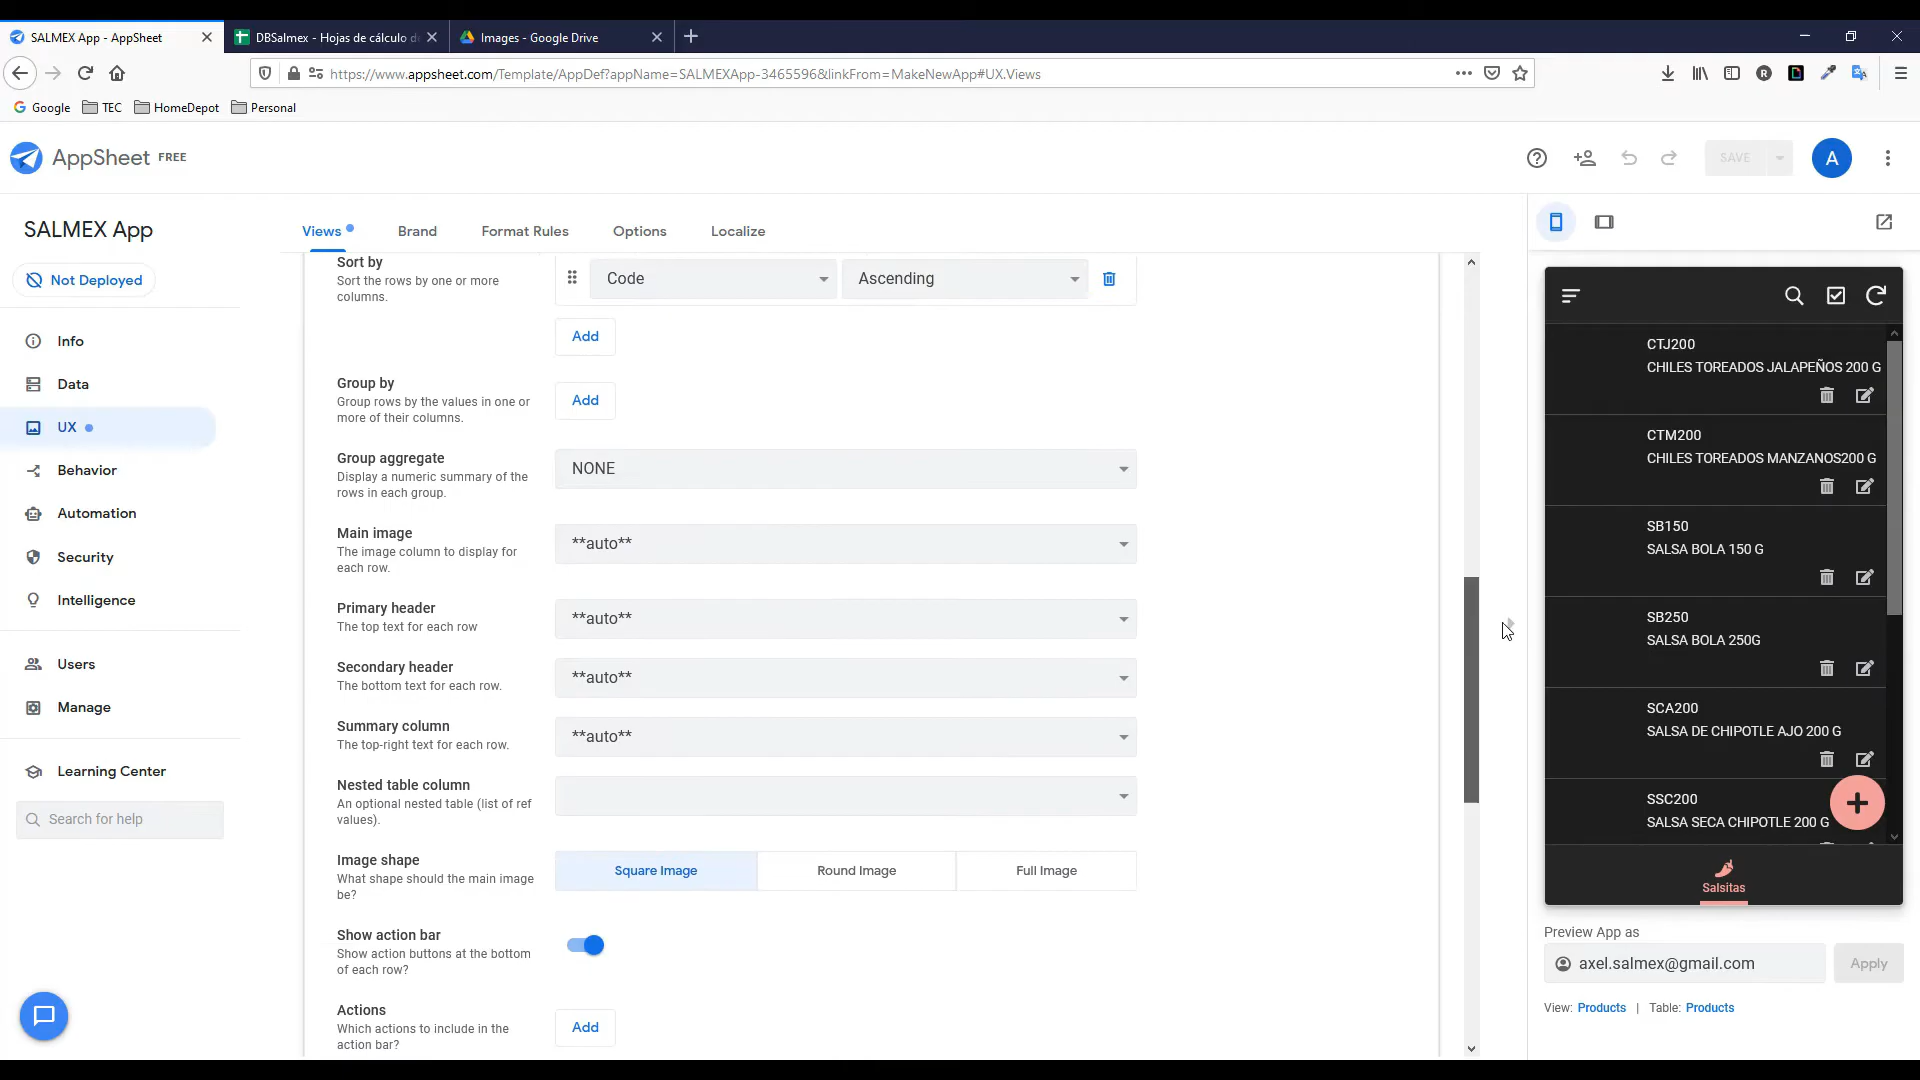 SALMEX App - AppSheet
DBSalmex - Hojas de cálculo d
Images - Google Drive
https://www.appsheet.com/Template/AppDef?appName=SALMEXApp-3465596&linkFrom=MakeNewApp#UX.Views
Google
TEC
HomeDepot
Personal
AppSheet FREE
SAVE
A
SALMEX App
Not Deployed
Info
Data
UX
Behavior
Automation
Security
Intelligence
Users
Manage
Learning Center
Search for help
Views
Brand
Format Rules
Options
Localize
Sort by
Sort the rows by one or more
columns.
Code
Ascending
Add
Group by
Group rows by the values in one or
more of their columns.
Add
Group aggregate
Display a numeric summary of the
rows in each group.
NONE
Main image
The image column to display for
each row.
**auto**
Primary header
The top text for each row
**auto**
Secondary header
The bottom text for each row.
**auto**
Summary column
The top-right text for each row.
**auto**
Nested table column
An optional nested table (list of ref
values).
Image shape
What shape should the main image
be?
Square Image
Round Image
Full Image
Show action bar
Show action buttons at the bottom
of each row?
Actions
Which actions to include in the
action bar?
Add
CTJ200
CHILES TOREADOS JALAPEÑOS 200 G
CTM200
CHILES TOREADOS MANZANOS200 G
SB150
SALSA BOLA 150 G
SB250
SALSA BOLA 250G
SCA200
SALSA DE CHIPOTLE AJO 200 G
SSC200
SALSA SECA CHIPOTLE 200 G
Salsitas
Preview App as
axel.salmex@gmail.com
Apply
View: Products | Table: Products